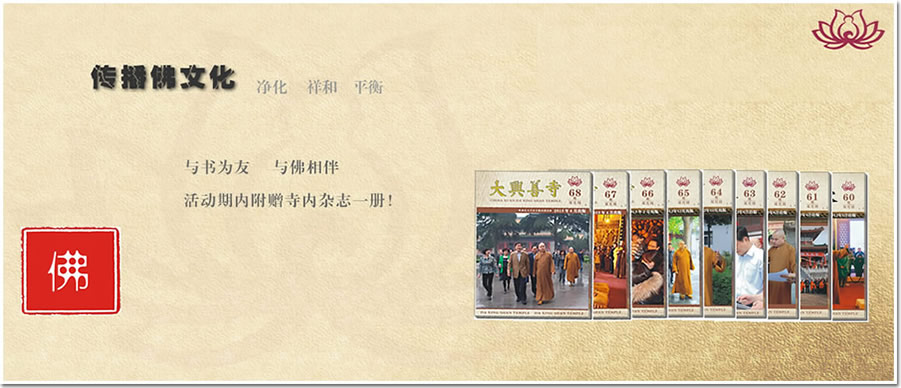 传播佛文化 净化 祥和 平衡
与书为友 与佛相伴
活动期内附赠寺内杂志一册!
佛
大興善寺
68 67 66 65 64 63 62 61 60